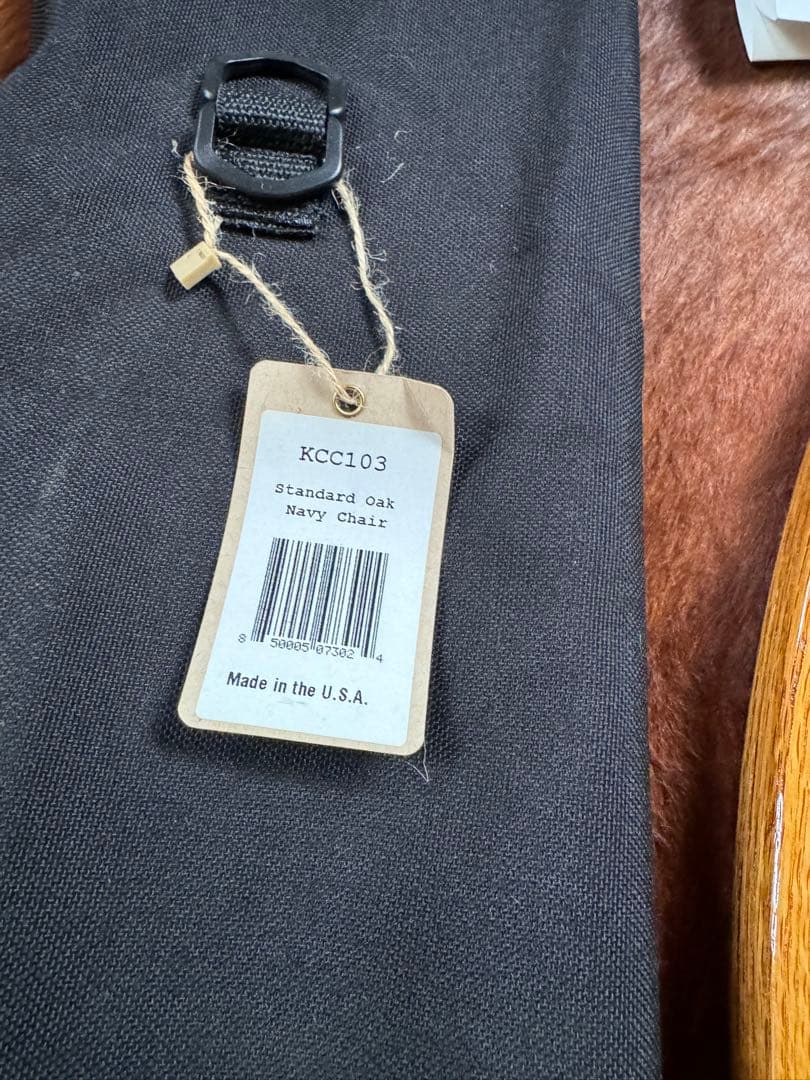 KCC103
Standard Oak
Navy Chair
8 50005 07302 4
Made in the U.S.A.